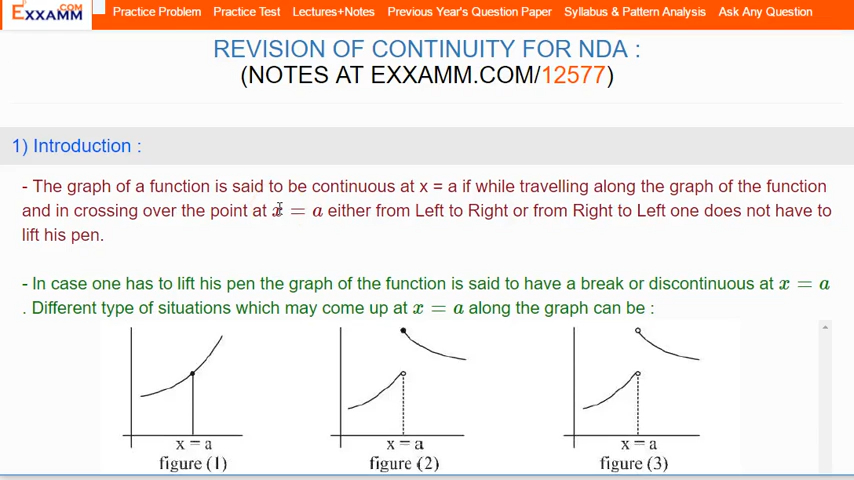 EXXAMM.COM
Practice Problem Practice Test Lectures+Notes Previous Year's Question Paper Syllabus & Pattern Analysis Ask Any Question
REVISION OF CONTINUITY FOR NDA :
(NOTES AT EXXAMM.COM/12577)
1) Introduction :
- The graph of a function is said to be continuous at x = a if while travelling along the graph of the function
and in crossing over the point at x = a either from Left to Right or from Right to Left one does not have to
lift his pen.
- In case one has to lift his pen the graph of the function is said to have a break or discontinuous at x = a
. Different type of situations which may come up at x = a along the graph can be :
x = a x = a x = a
figure (1) figure (2) figure (3)